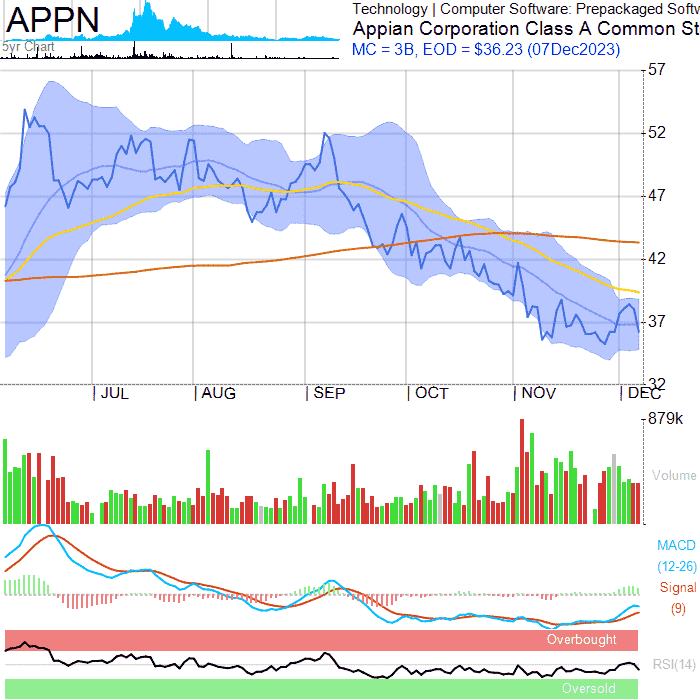 APPN
5yr Chart
Technology | Computer Software: Prepackaged Softw
Appian Corporation Class A Common St
MC = 3B, EOD = $36.23 (07Dec2023)
57
52
47
42
37
32
JUL AUG SEP OCT NOV DEC
879k
Volume
MACD
(12-26)
Signal
(9)
Overbought
RSI(14)
Oversold